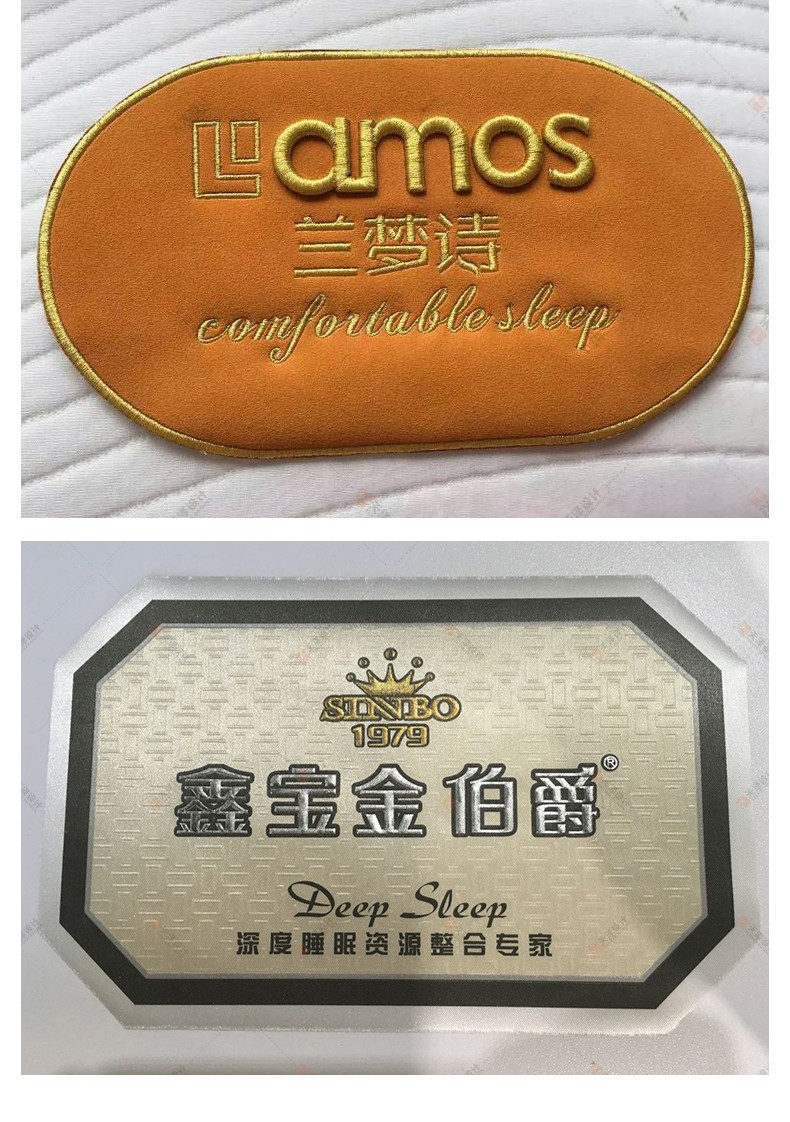 Lamos
兰梦诗
comfortable sleep
SINBO
1979
鑫宝金伯爵®
Deep Sleep
深度睡眠资源整合专家